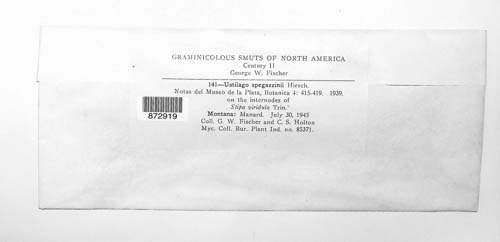 GRAMINICOLOUS SMUTS OF NORTH AMERICA
Century II
George W. Fischer
141—Ustilago spegazzinii Hirsch.
Notas del Museo de la Plata, Botanica 4: 415-419. 1939.
on the internodes of
Stipa viridula Trin.
Montana: Manard. July 30, 1945
Coll. G. W. Fischer and C. S. Holton
Myc. Coll. Bur. Plant Ind. no. 85371.
872919